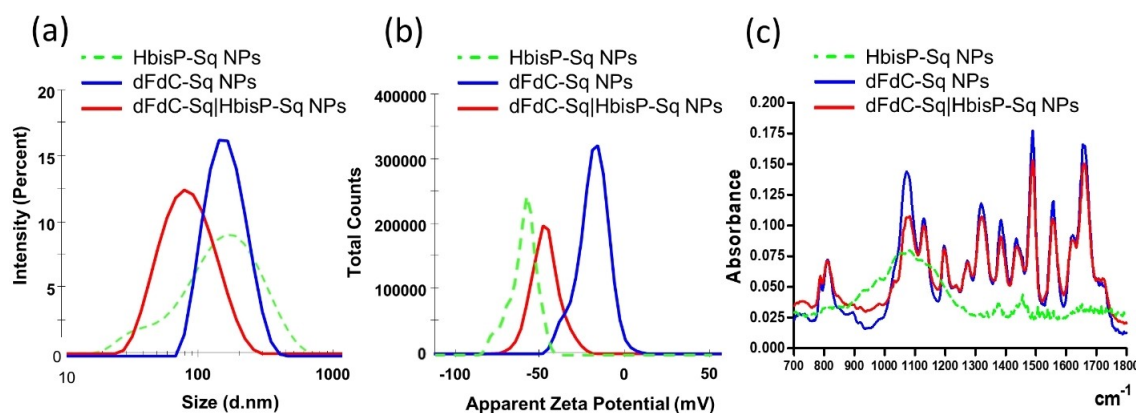 (a)
HbisP-Sq NPs
dFdC-Sq NPs
dFdC-Sq|HbisP-Sq NPs
20
15
10
5
0
Intensity (Percent)
10
100
1000
Size (d.nm)
(b)
HbisP-Sq NPs
dFdC-Sq NPs
dFdC-Sq|HbisP-Sq NPs
400000
300000
200000
100000
0
Total Counts
-100
-50
0
50
Apparent Zeta Potential (mV)
(c)
HbisP-Sq NPs
dFdC-Sq NPs
dFdC-Sq|HbisP-Sq NPs
0.200
0.175
0.150
0.125
0.100
0.075
0.050
0.025
0.000
Absorbance
700 800 900 1000 1100 1200 1300 1400 1500 1600 1700 1800
cm-1